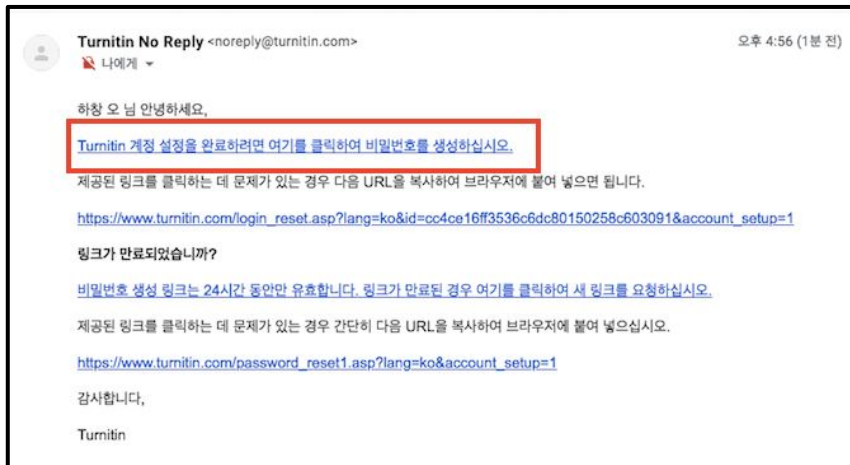 Turnitin No Reply <noreply@turnitin.com>
오후 4:56 (1분 전)
나에게
하창 오 님 안녕하세요,
Turnitin 계정 설정을 완료하려면 여기를 클릭하여 비밀번호를 생성하십시오.
제공된 링크를 클릭하는 데 문제가 있는 경우 다음 URL을 복사하여 브라우저에 붙여 넣으면 됩니다.
https://www.turnitin.com/login_reset.asp?lang=ko&id=cc4ce16ff3536c6dc80150258c603091&account_setup=1
링크가 만료되었습니까?
비밀번호 생성 링크는 24시간 동안만 유효합니다. 링크가 만료된 경우 여기를 클릭하여 새 링크를 요청하십시오.
제공된 링크를 클릭하는 데 문제가 있는 경우 간단히 다음 URL을 복사하여 브라우저에 붙여 넣으십시오.
https://www.turnitin.com/password_reset1.asp?lang=ko&account_setup=1
감사합니다,
Turnitin